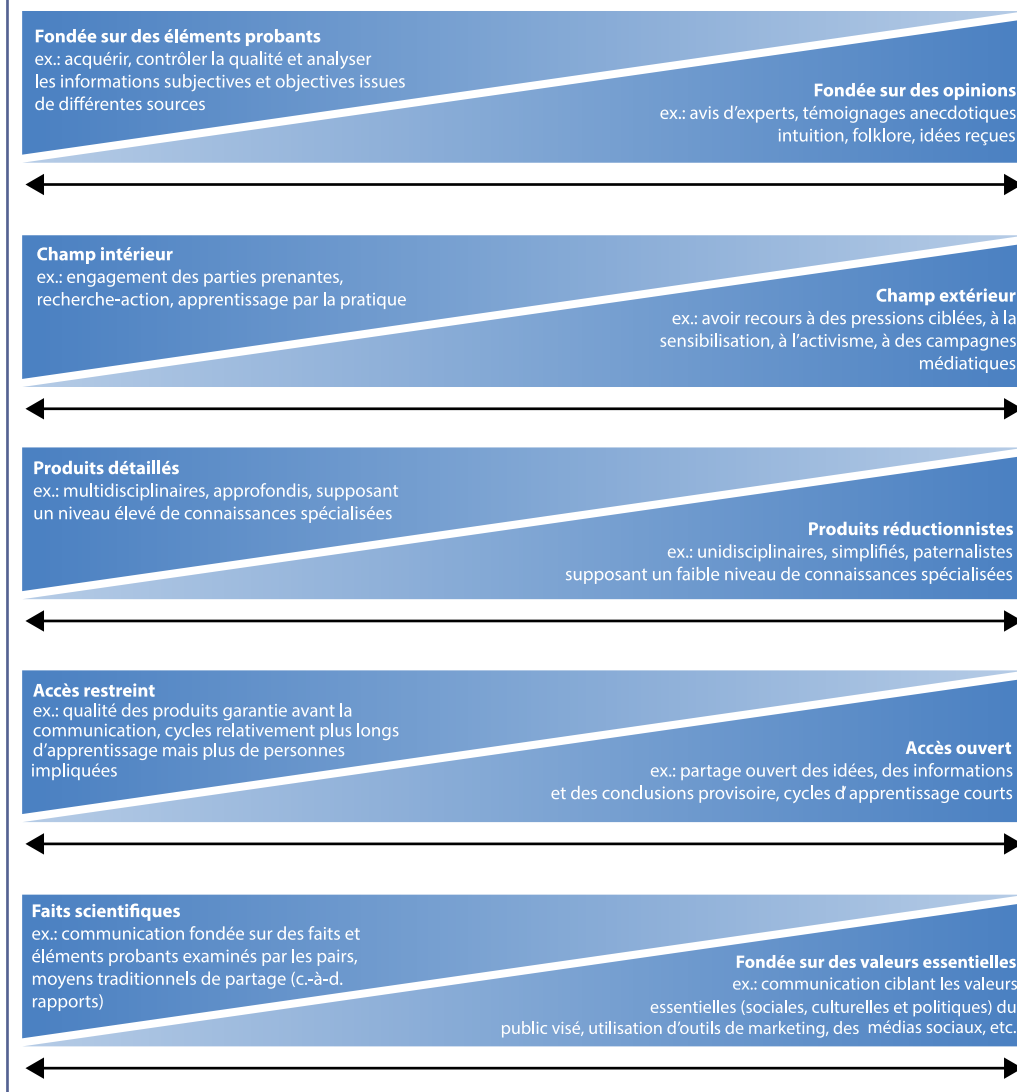 Fondée sur des éléments probants
ex.: acquérir, contrôler la qualité et analyser
les informations subjectives et objectives issues
de différentes sources
Fondée sur des opinions
ex.: avis d'experts, témoignages anecdotiques
intuition, folklore, idées reçues
Champ intérieur
ex.: engagement des parties prenantes,
recherche-action, apprentissage par la pratique
Champ extérieur
ex.: avoir recours à des pressions ciblées, à la
sensibilisation, à l'activisme, à des campagnes
médiatiques
Produits détaillés
ex.: multidisciplinaires, approfondis, supposant
un niveau élevé de connaissances spécialisées
Produits réductionnistes
ex.: unidisciplinaires, simplifiés, paternalistes
supposant un faible niveau de connaissances spécialisées
Accès restreint
ex.: qualité des produits garantie avant la
communication, cycles relativement plus longs
d'apprentissage mais plus de personnes
impliquées
Accès ouvert
ex.: partage ouvert des idées, des informations
et des conclusions provisoire, cycles d'apprentissage courts
Faits scientifiques
ex.: communication fondée sur des faits et
éléments probants examinés par les pairs,
moyens traditionnels de partage (c.-à-d.
rapports)
Fondée sur des valeurs essentielles
ex.: communication ciblant les valeurs
essentielles (sociales, culturelles et politiques) du
public visé, utilisation d'outils de marketing, des médias sociaux, etc.